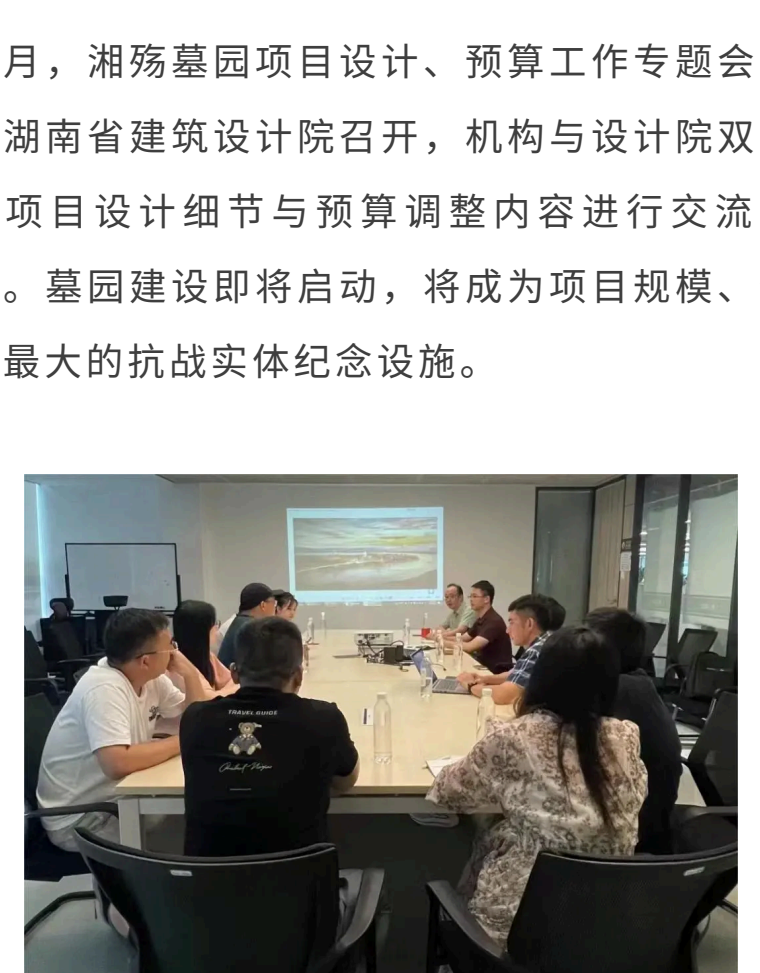 月，湘殇墓园项目设计、预算工作专题会
湖南省建筑设计院召开，机构与设计院双
项目设计细节与预算调整内容进行交流
。墓园建设即将启动，将成为项目规模、
最大的抗战实体纪念设施。
TRAVEL GUIDE